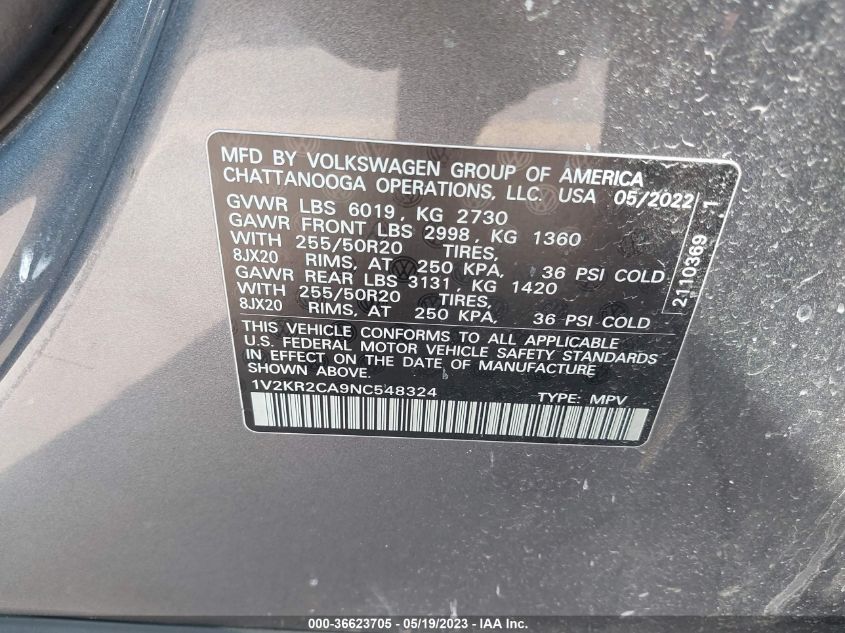 MFD BY VOLKSWAGEN GROUP OF AMERICA
CHATTANOOGA OPERATIONS, LLC. USA 05/2022
GVWR LBS 6019, KG 2730
GAWR FRONT LBS 2998, KG 1360
WITH 255/50R20 TIRES,
8JX20 RIMS, AT 250 KPA, 36 PSI COLD
GAWR REAR LBS 3131, KG 1420
WITH 255/50R20 TIRES,
8JX20 RIMS, AT 250 KPA, 36 PSI COLD
THIS VEHICLE CONFORMS TO ALL APPLICABLE
U.S. FEDERAL MOTOR VEHICLE SAFETY STANDARDS
IN EFFECT ON THE DATE OF MANUFACTURE
SHOWN ABOVE
1V2KR2CA9NC548324 TYPE: MPV
2110369 1
000-36623705 - 05/19/2023 - IAA Inc.